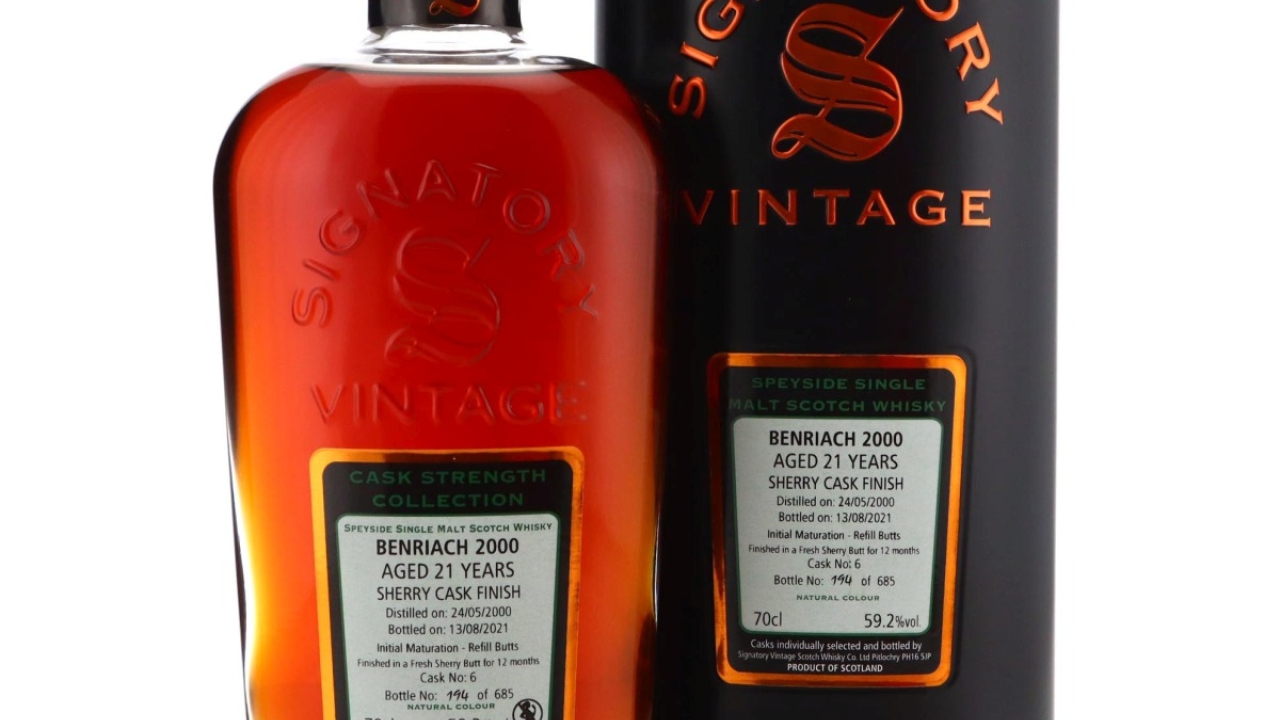 SIGNATORY
VINTAGE
CASK STRENGTH
COLLECTION
SPEYSIDE SINGLE MALT SCOTCH WHISKY
BENRIACH 2000
AGED 21 YEARS
SHERRY CASK FINISH
Distilled on: 24/05/2000
Bottled on: 13/08/2021
Initial Maturation - Refill Butts
Finished in a Fresh Sherry Butt for 12 months
Cask No: 6
Bottle No: 194 of 685
NATURAL COLOUR
SIGNATORY
S
VINTAGE
SPEYSIDE SINGLE
MALT SCOTCH WHISKY
BENRIACH 2000
AGED 21 YEARS
SHERRY CASK FINISH
Distilled on: 24/05/2000
Bottled on: 13/08/2021
Initial Maturation - Refill Butts
Finished in a Fresh Sherry Butt for 12 months
Cask No: 6
Bottle No: 194 of 685
NATURAL COLOUR
70cl 59.2%vol.
Casks individually selected and bottled by
Signatory Vintage Scotch Whisky Co. Ltd Pitlochry PH16 5JP
PRODUCT OF SCOTLAND